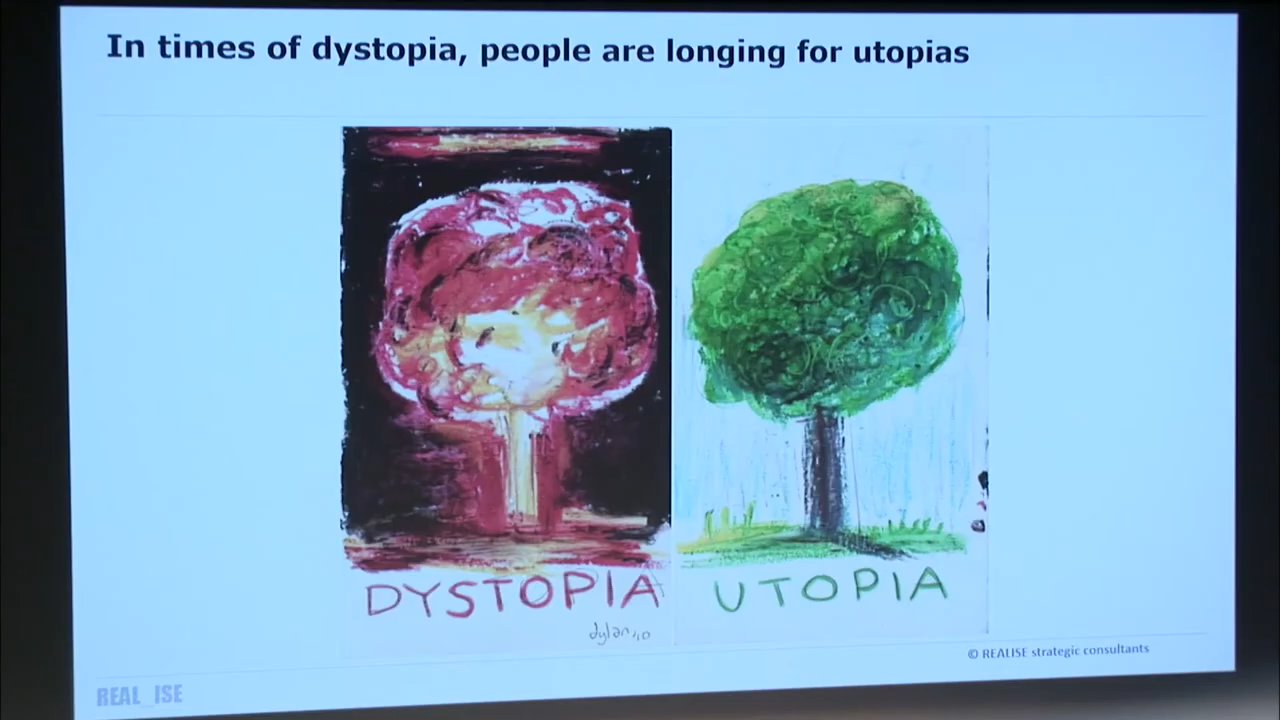 In times of dystopia, people are longing for utopias
DYSTOPIA
UTOPIA
dylan,10
© REALISE strategic consultants
REAL_ISE